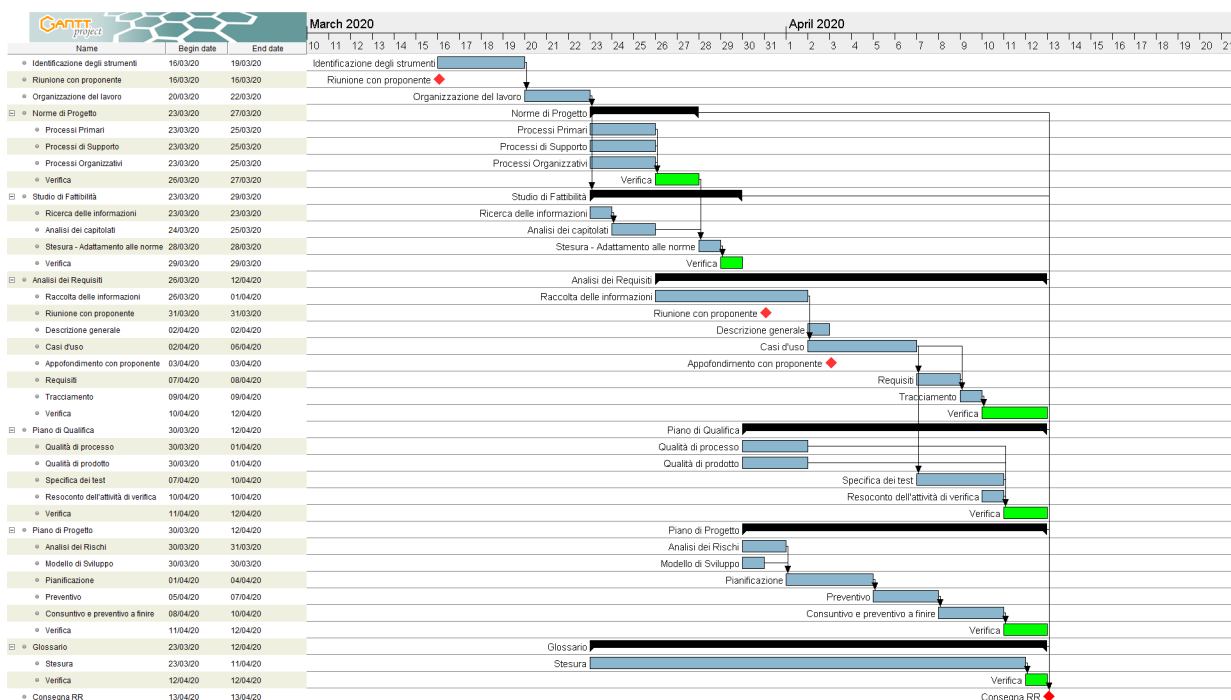 GANTT
project
March 2020
April 2020
Name Begin date End date
10 11 12 13 14 15 16 17 18 19 20 21 22 23 24 25 26 27 28 29 30 31 1 2 3 4 5 6 7 8 9 10 11 12 13 14 15 16 17 18 19 20 21
Identificazione degli strumenti 16/03/20 19/03/20 Identificazione degli strumenti
Riunione con proponente 16/03/20 16/03/20 Riunione con proponente
Organizzazione del lavoro 20/03/20 22/03/20 Organizzazione del lavoro
Norme di Progetto 23/03/20 27/03/20 Norme di Progetto
Processi Primari 23/03/20 25/03/20 Processi Primari
Processi di Supporto 23/03/20 25/03/20 Processi di Supporto
Processi Organizzativi 23/03/20 25/03/20 Processi Organizzativi
Verifica 26/03/20 27/03/20 Verifica
Studio di Fattibilità 23/03/20 29/03/20 Studio di Fattibilità
Ricerca delle informazioni 23/03/20 23/03/20 Ricerca delle informazioni
Analisi dei capitolati 24/03/20 25/03/20 Analisi dei capitolati
Stesura - Adattamento alle norme 28/03/20 28/03/20 Stesura - Adattamento alle norme
Verifica 29/03/20 29/03/20 Verifica
Analisi dei Requisiti 26/03/20 12/04/20 Analisi dei Requisiti
Raccolta delle informazioni 26/03/20 01/04/20 Raccolta delle informazioni
Riunione con proponente 31/03/20 31/03/20 Riunione con proponente
Descrizione generale 02/04/20 02/04/20 Descrizione generale
Casi d'uso 02/04/20 06/04/20 Casi d'uso
Appofondimento con proponente 03/04/20 03/04/20 Appofondimento con proponente
Requisiti 07/04/20 08/04/20 Requisiti
Tracciamento 09/04/20 09/04/20 Tracciamento
Verifica 10/04/20 12/04/20 Verifica
Piano di Qualifica 30/03/20 12/04/20 Piano di Qualifica
Qualità di processo 30/03/20 01/04/20 Qualità di processo
Qualità di prodotto 30/03/20 01/04/20 Qualità di prodotto
Specifica dei test 07/04/20 10/04/20 Specifica dei test
Resoconto dell'attività di verifica 10/04/20 10/04/20 Resoconto dell'attività di verifica
Verifica 11/04/20 12/04/20 Verifica
Piano di Progetto 30/03/20 12/04/20 Piano di Progetto
Analisi dei Rischi 30/03/20 31/03/20 Analisi dei Rischi
Modello di Sviluppo 30/03/20 30/03/20 Modello di Sviluppo
Pianificazione 01/04/20 04/04/20 Pianificazione
Preventivo 05/04/20 07/04/20 Preventivo
Consuntivo e preventivo a finire 08/04/20 10/04/20 Consuntivo e preventivo a finire
Verifica 11/04/20 12/04/20 Verifica
Glossario 23/03/20 12/04/20 Glossario
Stesura 23/03/20 11/04/20 Stesura
Verifica 12/04/20 12/04/20 Verifica
Consegna RR 13/04/20 13/04/20 Consegna RR